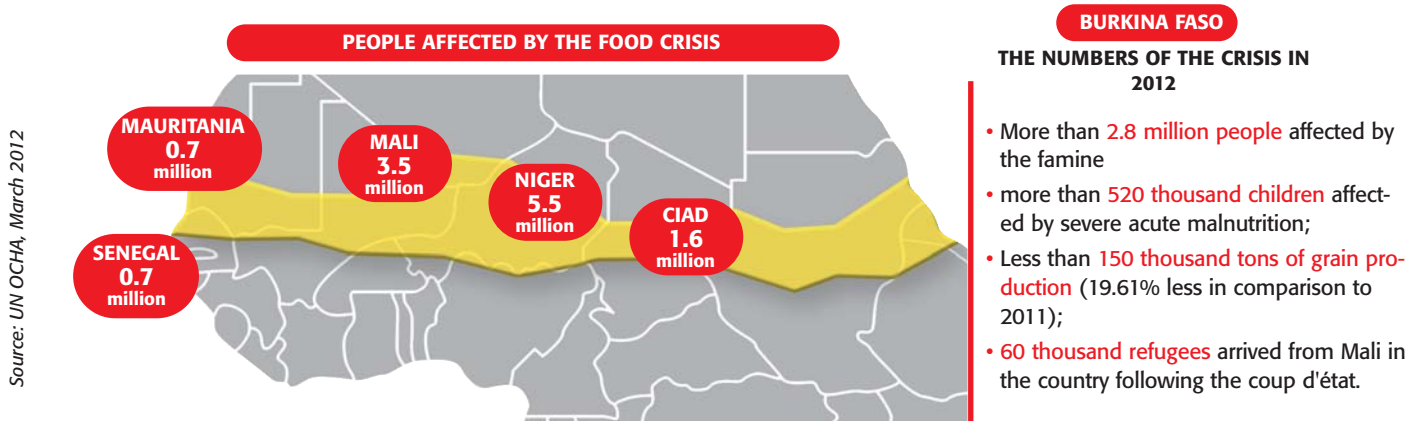 PEOPLE AFFECTED BY THE FOOD CRISIS
MAURITANIA
0.7
million
MALI
3.5
million
NIGER
5.5
million
CIAD
1.6
million
SENEGAL
0.7
million
Source: UN OCHA, March 2012
BURKINA FASO
THE NUMBERS OF THE CRISIS IN
2012
• More than 2.8 million people affected by
the famine
• more than 520 thousand children affect-
ed by severe acute malnutrition;
• Less than 150 thousand tons of grain pro-
duction (19.61% less in comparison to
2011);
• 60 thousand refugees arrived from Mali in
the country following the coup d'état.